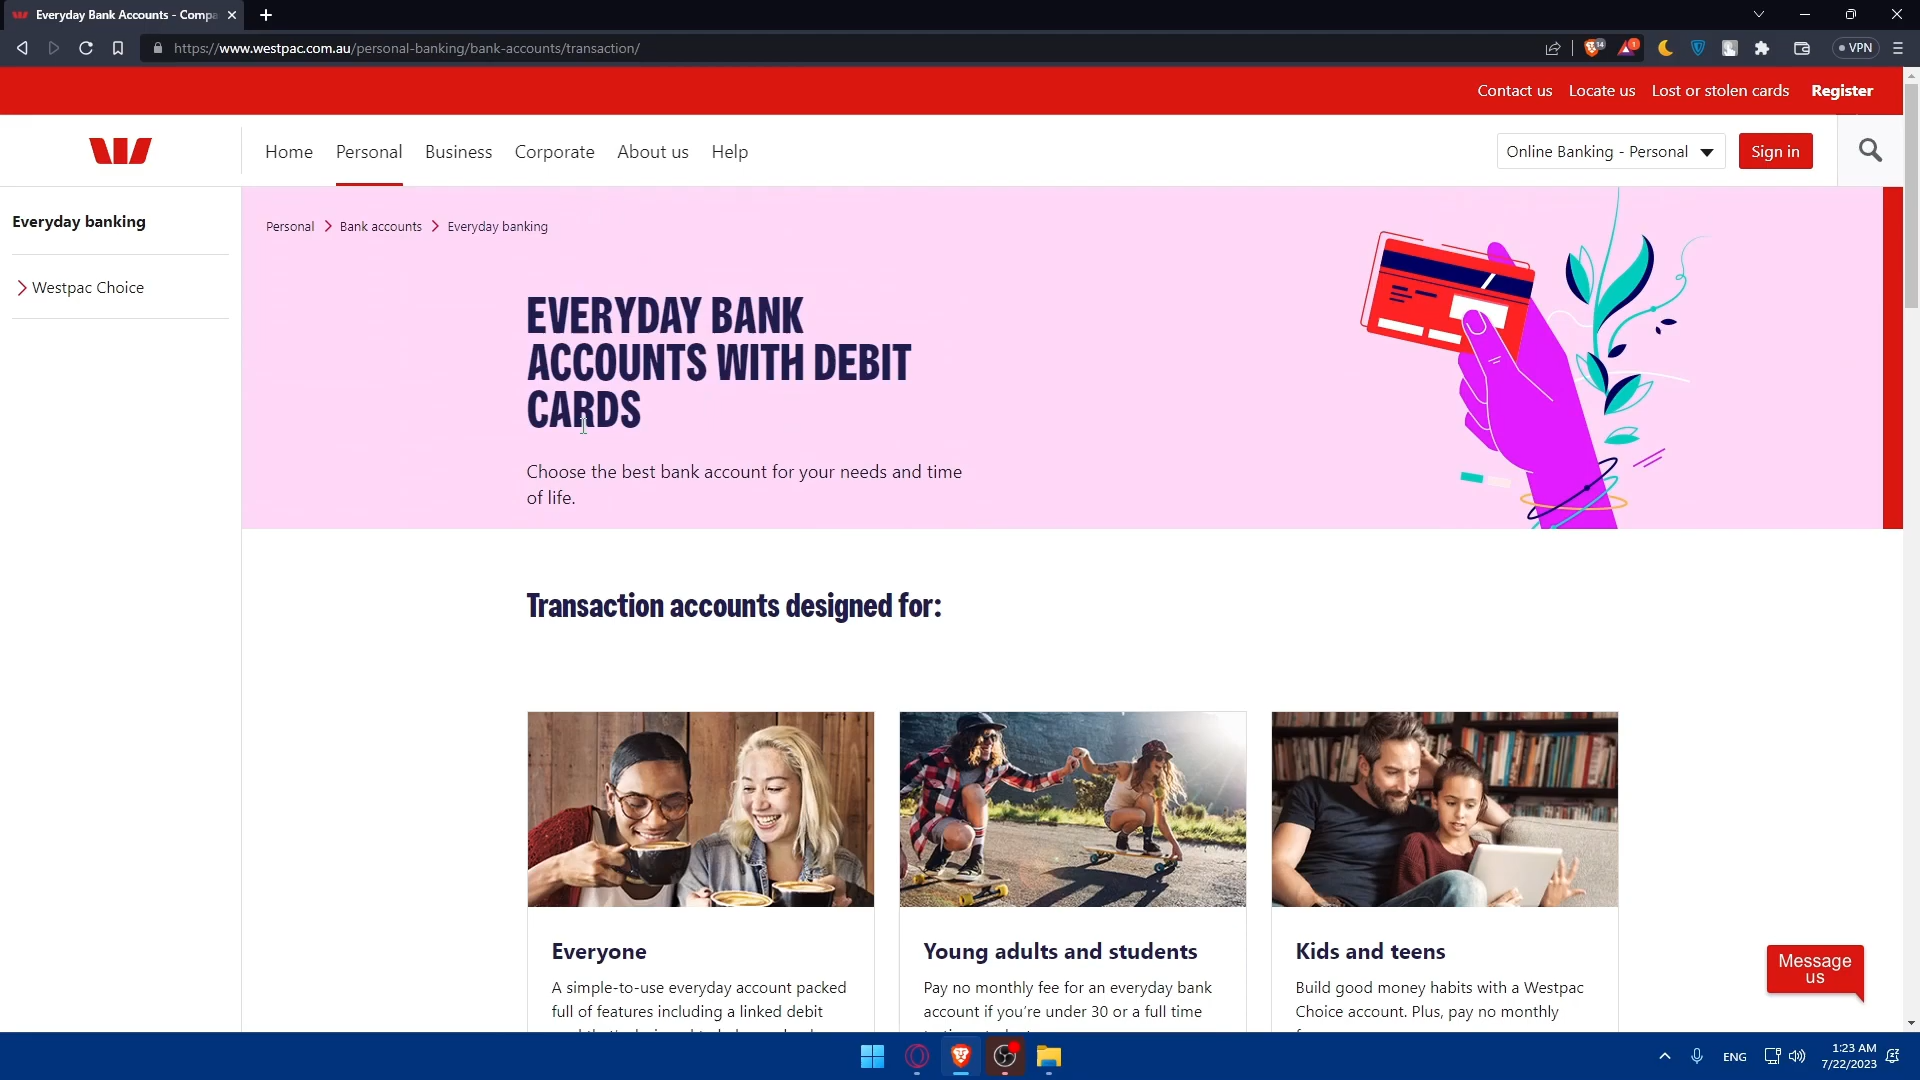 Everyday Bank Accounts - Compa
https://www.westpac.com.au/personal-banking/bank-accounts/transaction/
14
1
VPN
Contact us Locate us Lost or stolen cards Register
Home Personal Business Corporate About us Help
Online Banking - Personal
Sign in
Everyday banking
Westpac Choice
Personal Bank accounts Everyday banking
EVERYDAY BANK
ACCOUNTS WITH DEBIT
CARDS
Choose the best bank account for your needs and time
of life.
Transaction accounts designed for:
Everyone
A simple-to-use everyday account packed
full of features including a linked debit
Young adults and students
Pay no monthly fee for an everyday bank
account if you're under 30 or a full time
Kids and teens
Build good money habits with a Westpac
Choice account. Plus, pay no monthly
Message
us
ENG
1:23 AM
7/22/2023